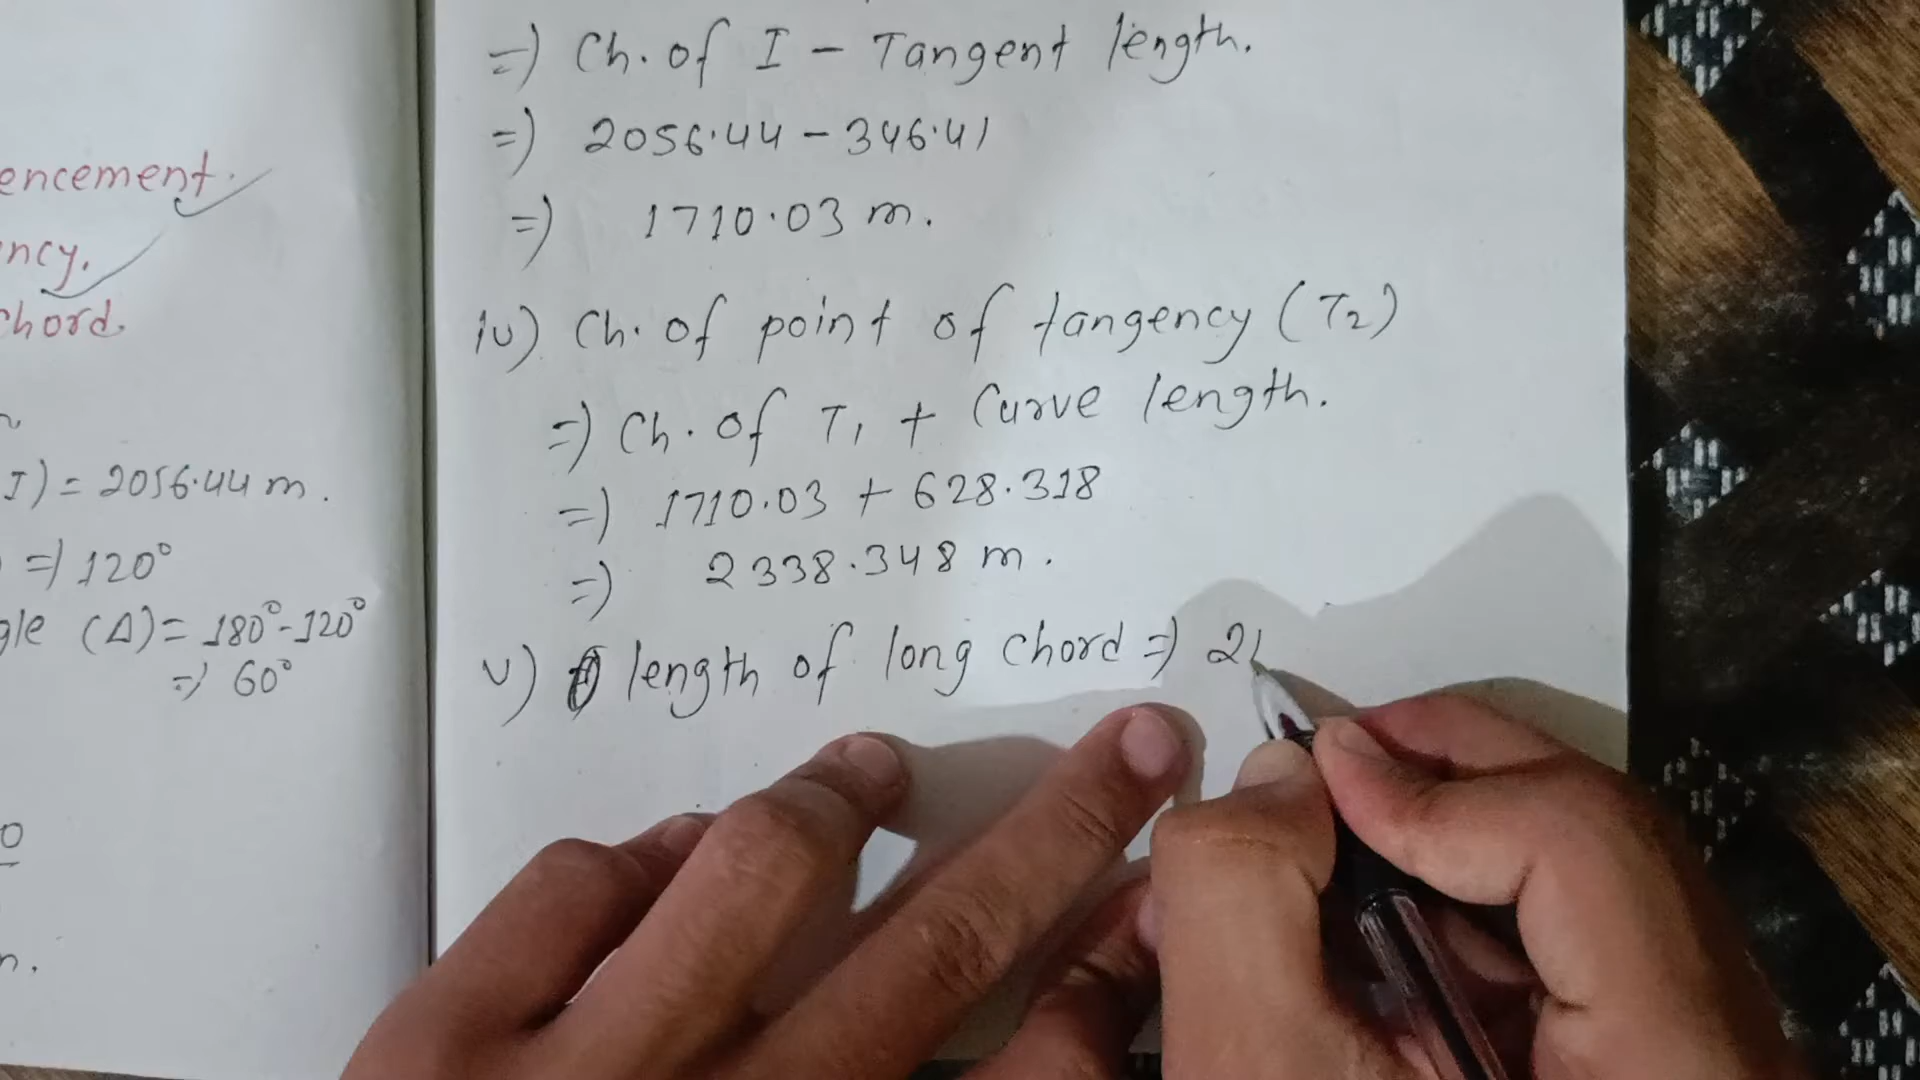 encement.
ncy.
chord.
I) = 2056.44 m.
=) 120°
gle (Δ) = 180° - 120°
=) 60°
0
n.
=) Ch. of I - Tangent length.
=) 2056.44 - 346.41
=) 1710.03 m.
iv) Ch. of point of tangency (T2)
=) Ch. of T1 + Curve length.
=) 1710.03 + 628.318
=) 2338.348 m.
v) length of long chord =) 2